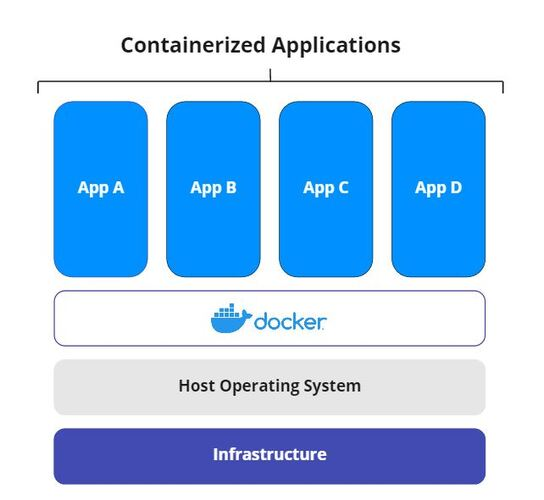 Containerized Applications
App A
App B
App C
App D
docker
Host Operating System
Infrastructure